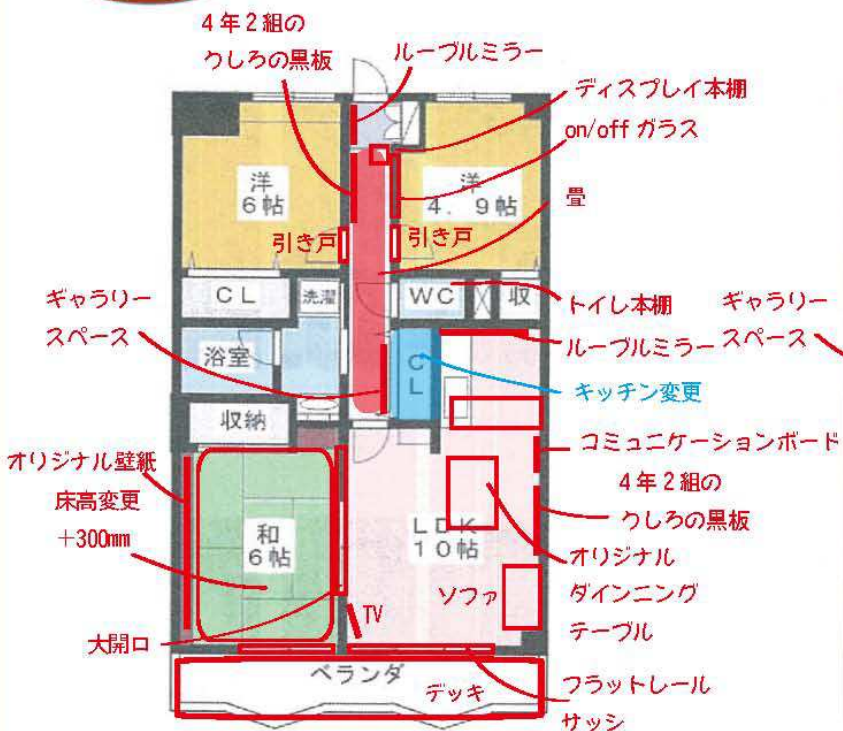 4年2組の
うしろの黒板
ルーブルミラー
ディスプレイ本棚
on/off ガラス
洋
6帖
洋
4．9帖
畳
引き戸
引き戸
ギャラリー
スペース
CL
洗濯
WC
収
トイレ本棚
ギャラリー
スペース
浴室
CL
ルーブルミラー
キッチン変更
収納
コミュニケーションボード
オリジナル壁紙
床高変更
+300mm
4年2組の
うしろの黒板
和
6帖
LDK
10帖
オリジナル
ダインニング
テーブル
ソファ
TV
大開口
ベランダ
デッキ
フラットレール
サッシ